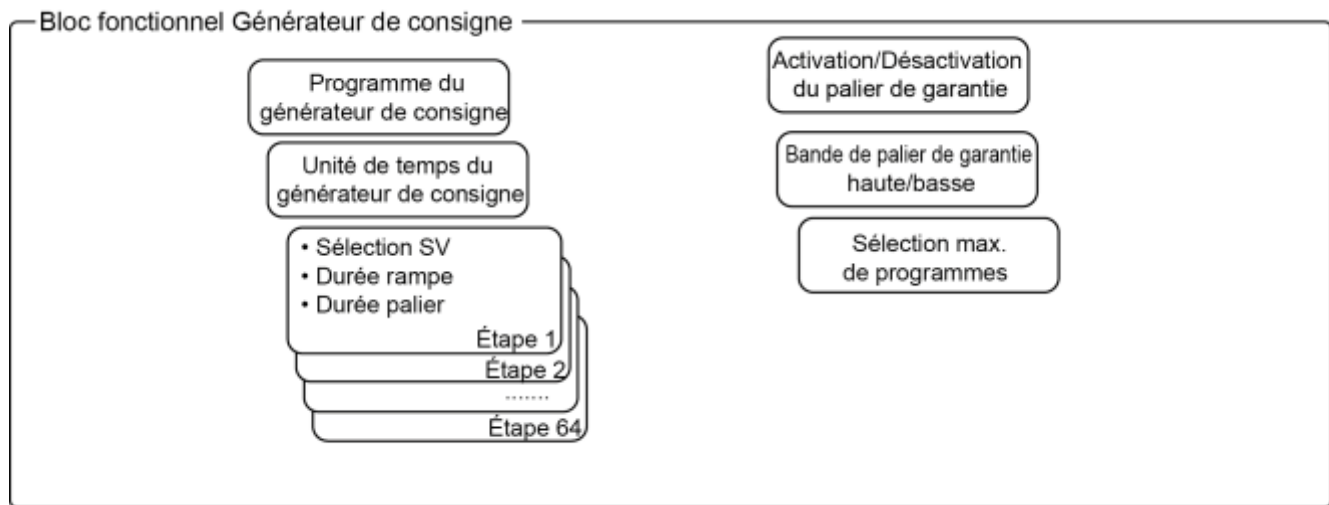 Bloc fonctionnel Générateur de consigne
Programme du
générateur de consigne
Unité de temps du
générateur de consigne
• Sélection SV
• Durée rampe
• Durée palier
Étape 1
Étape 2
.......
Étape 64
Activation/Désactivation
du palier de garantie
Bande de palier de garantie
haute/basse
Sélection max.
de programmes